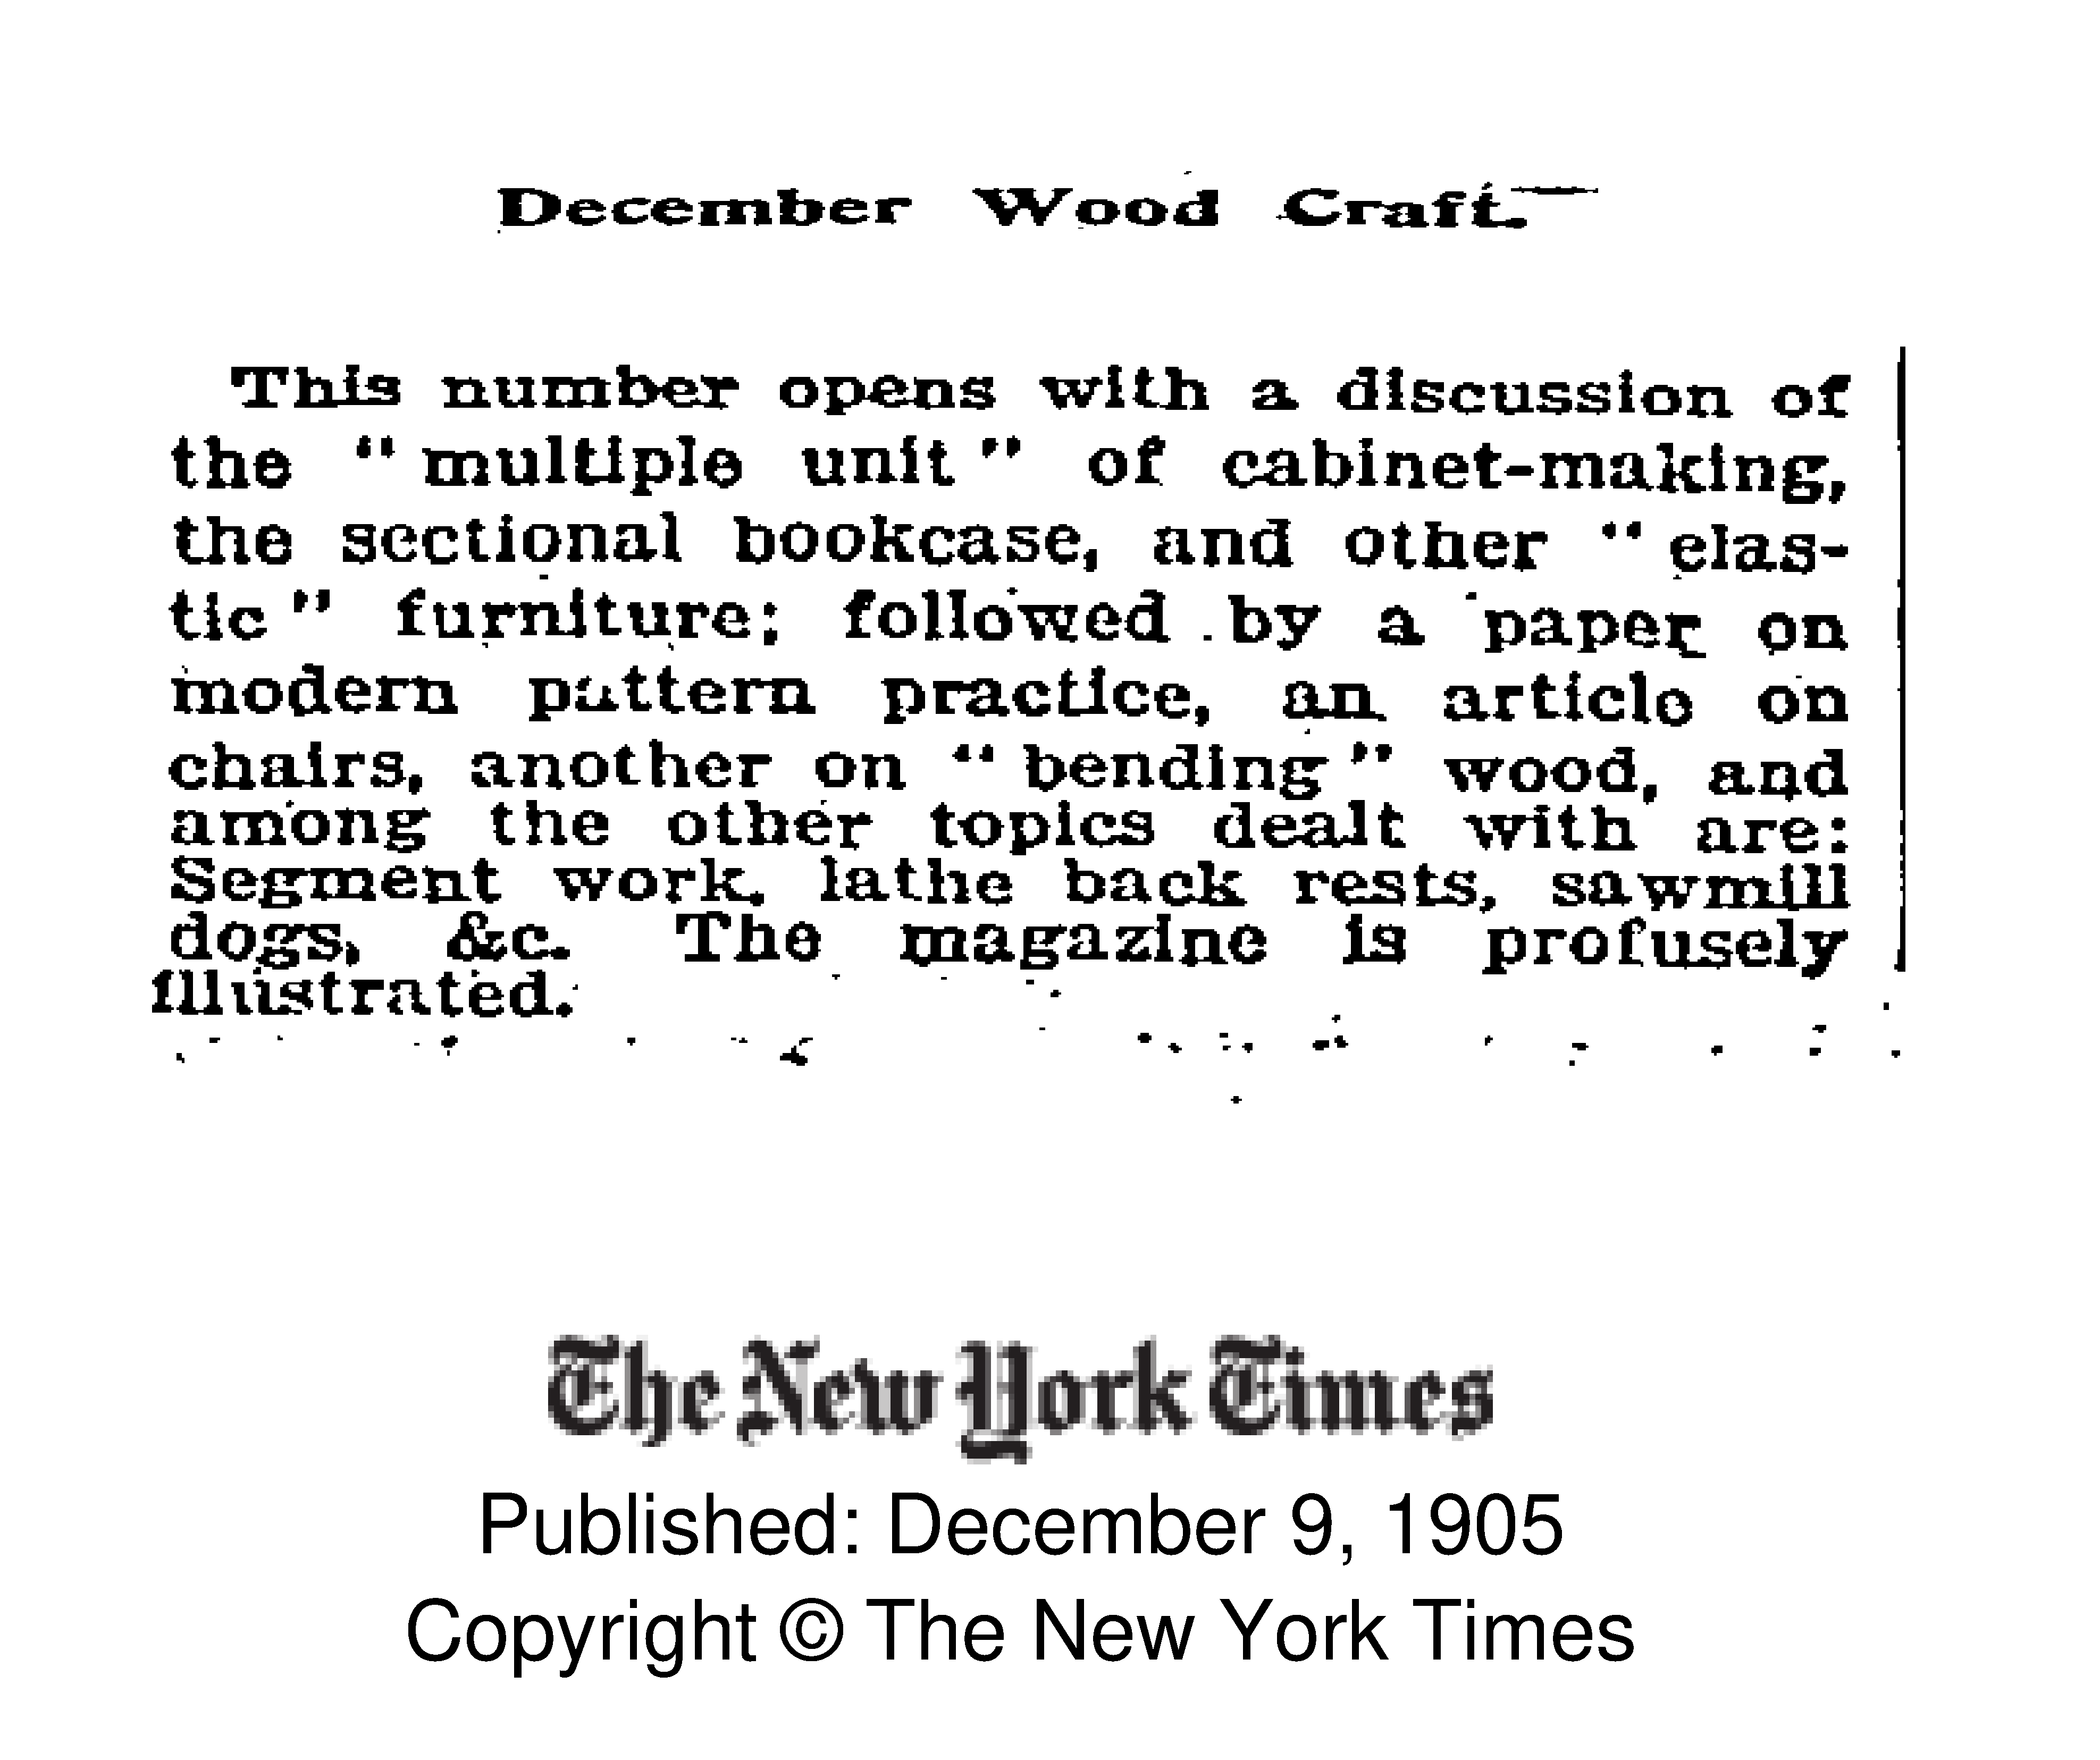 December Wood Craft.
This number opens with a discussion of
the " multiple unit " of cabinet-making,
the sectional bookcase, and other " elas-
tic " furniture; followed by a paper on
modern pattern practice, an article on
chairs, another on " bending " wood, and
among the other topics dealt with are:
Segment work, lathe back rests, sawmill
dogs, &c. The magazine is profusely
illustrated.
The New York Times
Published: December 9, 1905
Copyright © The New York Times